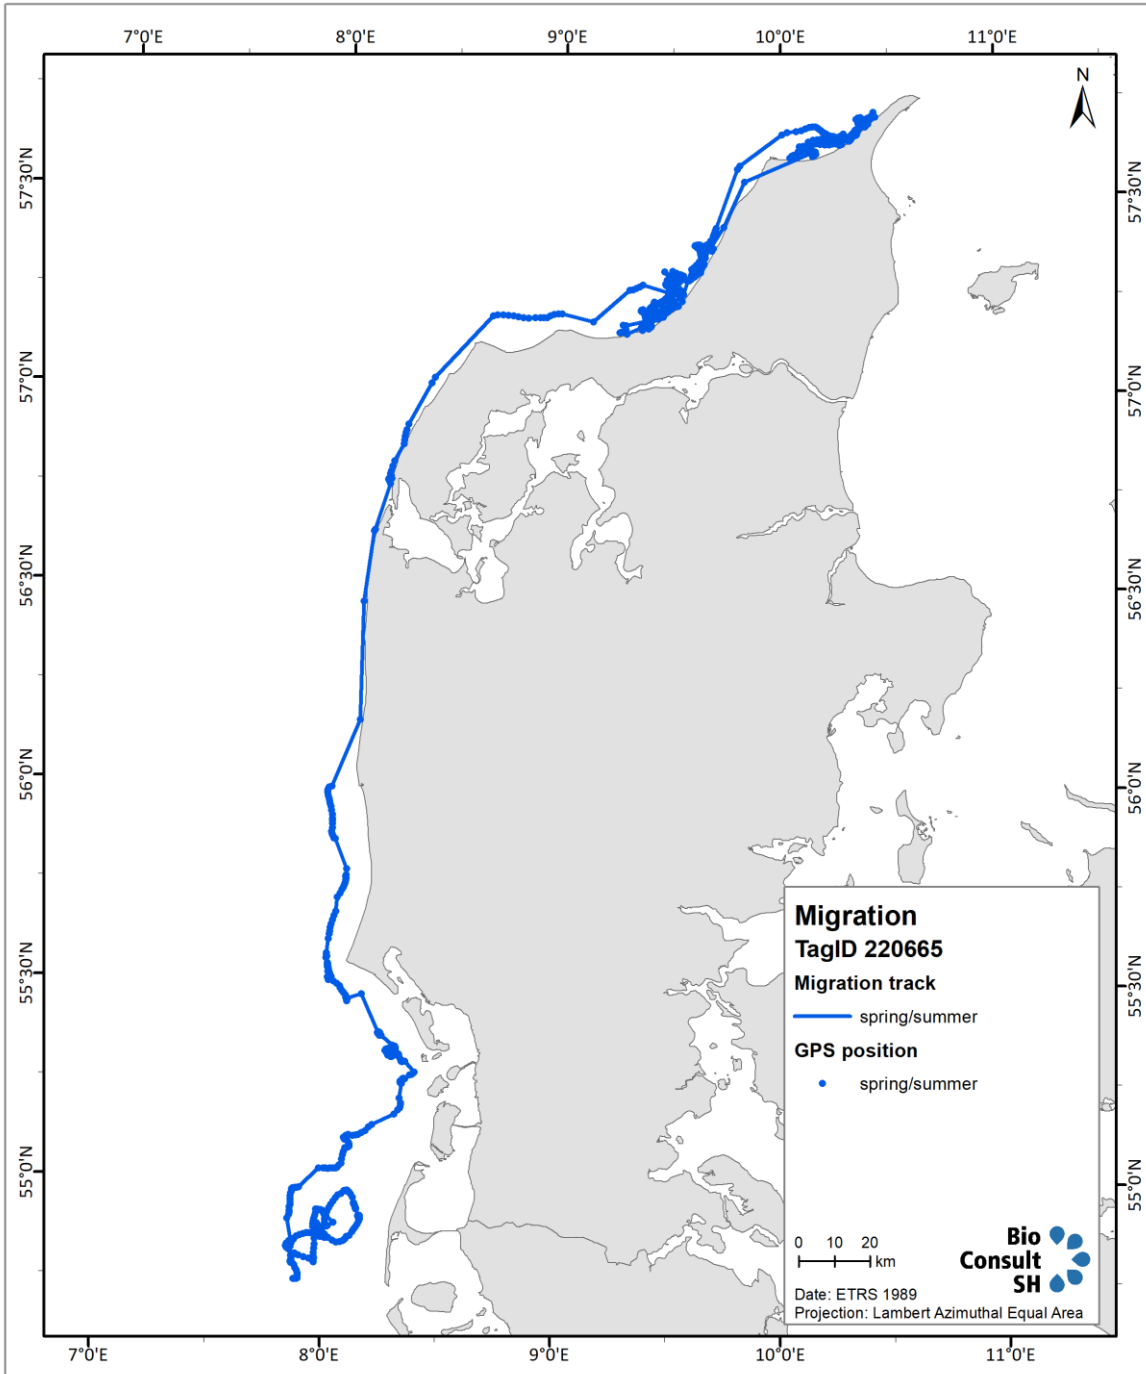 7°0'E 8°0'E 9°0'E 10°0'E 11°0'E
N
57°30'N 57°30'N
57°0'N 57°0'N
56°30'N 56°30'N
56°0'N 56°0'N
55°30'N 55°30'N
55°0'N 55°0'N
Migration
TagID 220665
Migration track
spring/summer
GPS position
spring/summer
0 10 20
km
Bio
Consult
SH
Date: ETRS 1989
Projection: Lambert Azimuthal Equal Area
7°0'E 8°0'E 9°0'E 10°0'E 11°0'E